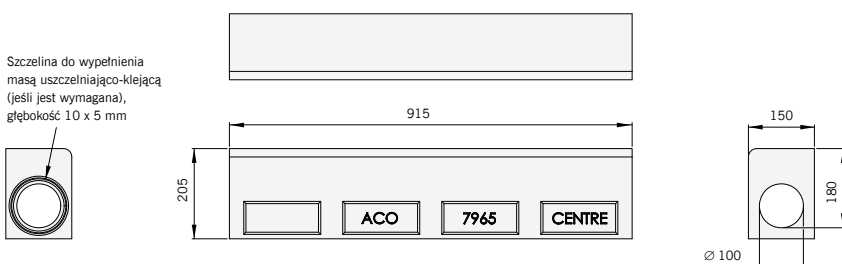 Szczelina do wypełnienia
masą uszczelniająco-klejącą
(jeśli jest wymagana),
głębokość 10 x 5 mm
915
150
205
180
ACO
7965
CENTRE
Ø 100